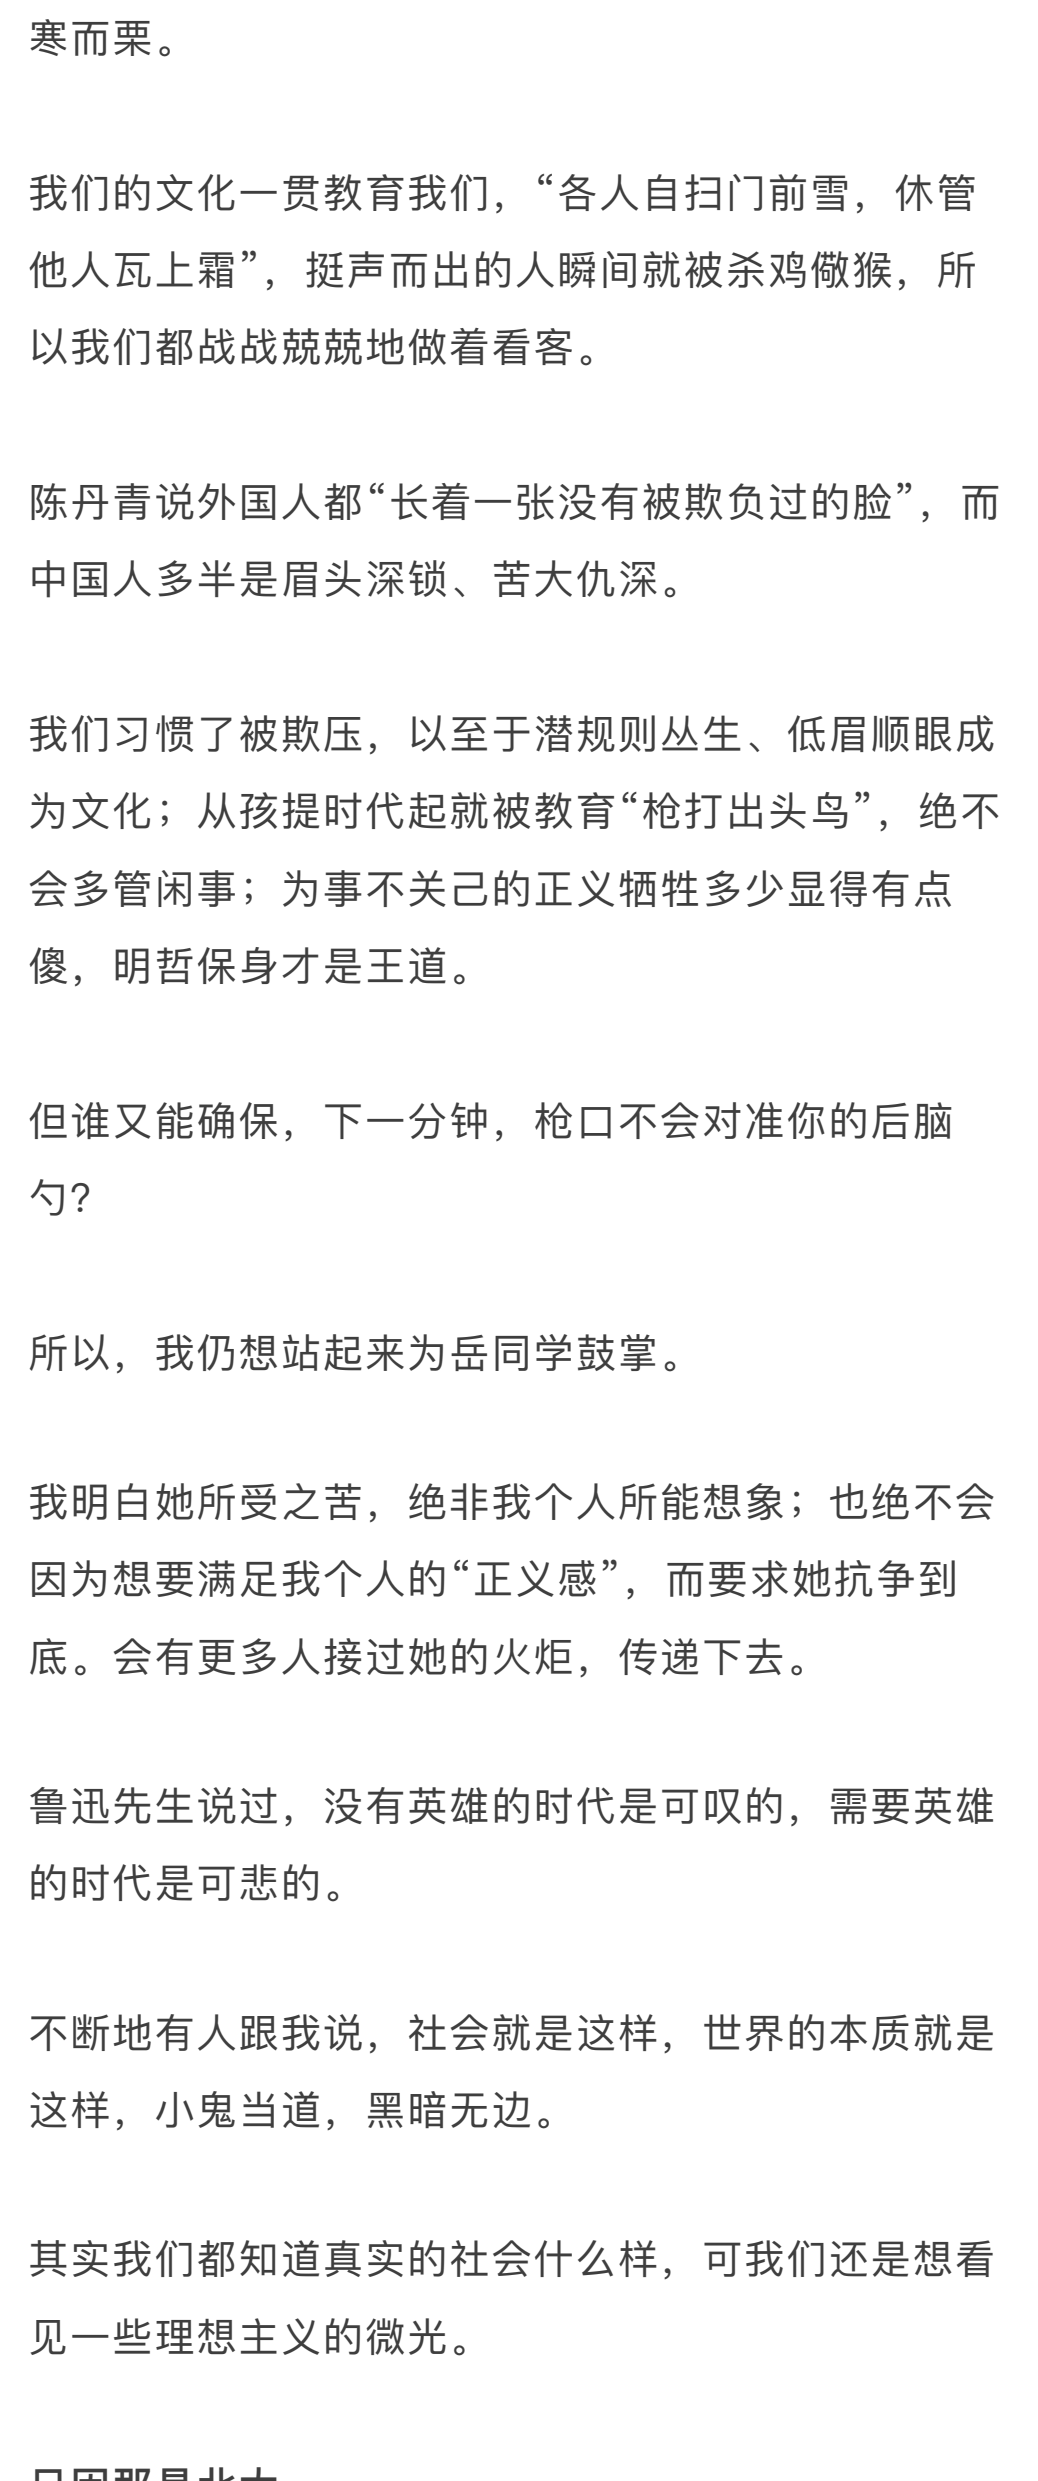 寒而栗。
我们的文化一贯教育我们，“各人自扫门前雪，休管
他人瓦上霜”，挺声而出的人瞬间就被杀鸡儆猴，所
以我们都战战兢兢地做着看客。
陈丹青说外国人都“长着一张没有被欺负过的脸”，而
中国人多半是眉头深锁、苦大仇深。
我们习惯了被欺压，以至于潜规则丛生、低眉顺眼成
为文化；从孩提时代起就被教育“枪打出头鸟”，绝不
会多管闲事；为事不关己的正义牺牲多少显得有点
傻，明哲保身才是王道。
但谁又能确保，下一分钟，枪口不会对准你的后脑
勺？
所以，我仍想站起来为岳同学鼓掌。
我明白她所受之苦，绝非我个人所能想象；也绝不会
因为想要满足我个人的“正义感”，而要求她抗争到
底。会有更多人接过她的火炬，传递下去。
鲁迅先生说过，没有英雄的时代是可叹的，需要英雄
的时代是可悲的。
不断地有人跟我说，社会就是这样，世界的本质就是
这样，小鬼当道，黑暗无边。
其实我们都知道真实的社会什么样，可我们还是想看
见一些理想主义的微光。